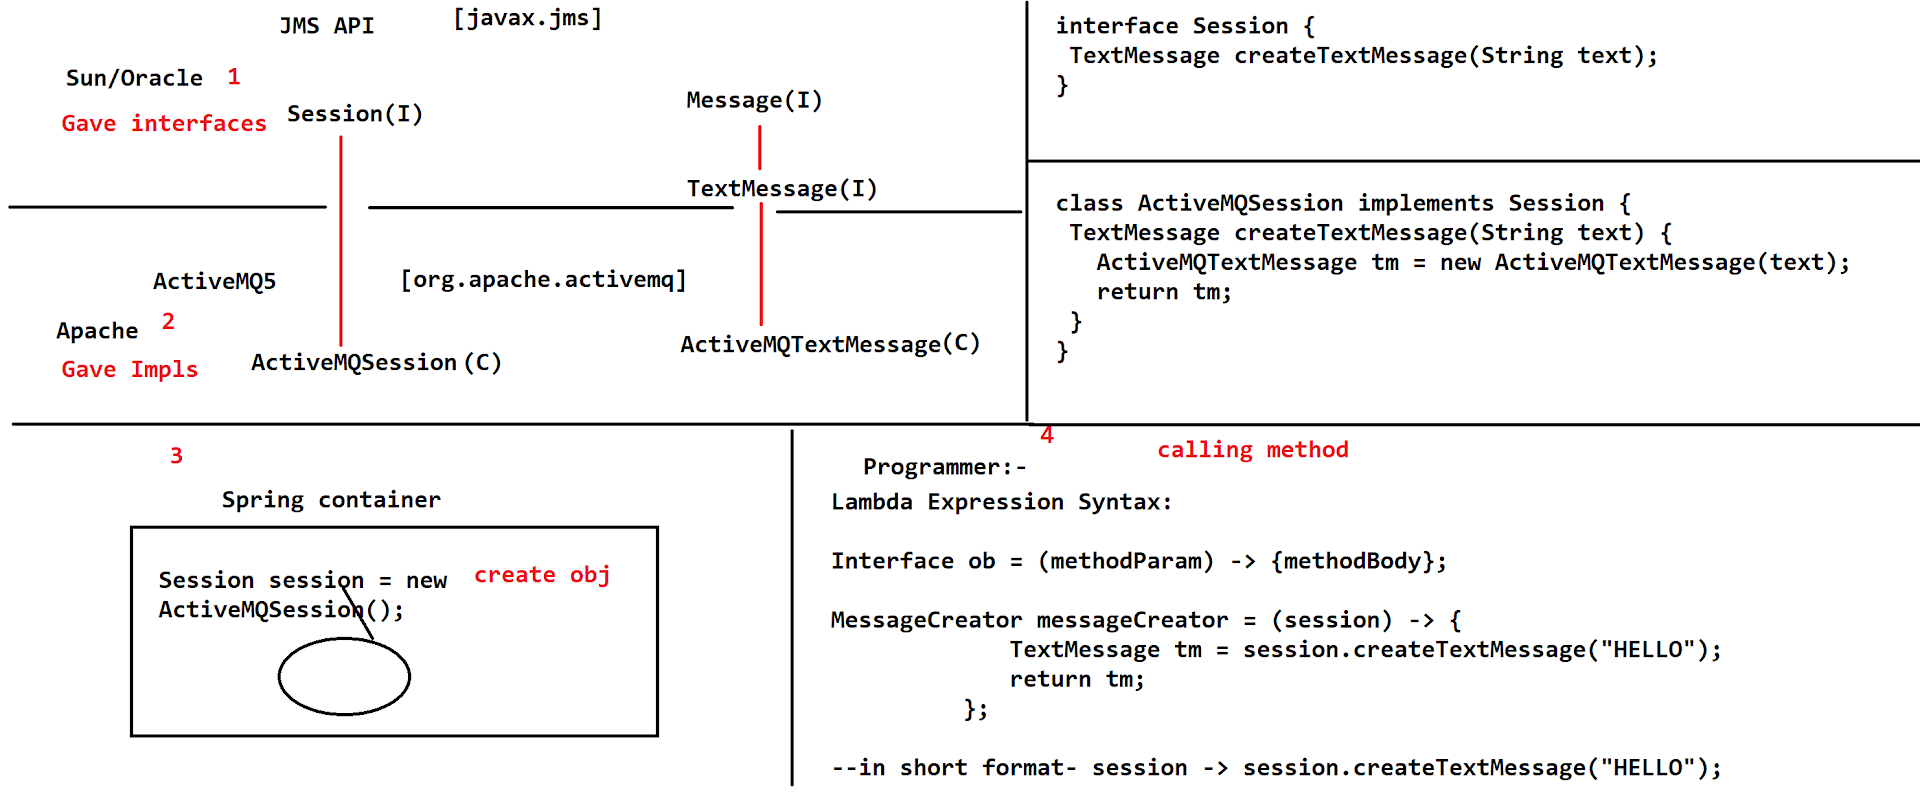 JMS API [javax.jms]
Sun/Oracle 1
Gave interfaces Session(I)
Message(I)
TextMessage(I)
ActiveMQ5 [org.apache.activemq]
Apache 2
Gave Impls ActiveMQSession(C)
ActiveMQTextMessage(C)
interface Session {
TextMessage createTextMessage(String text);
}
class ActiveMQSession implements Session {
TextMessage createTextMessage(String text) {
ActiveMQTextMessage tm = new ActiveMQTextMessage(text);
return tm;
}
}
3
Spring container
Session session = new create obj
ActiveMQSession();
4
calling method
Programmer:-
Lambda Expression Syntax:
Interface ob = (methodParam) -> {methodBody};
MessageCreator messageCreator = (session) -> {
TextMessage tm = session.createTextMessage("HELLO");
return tm;
};
--in short format- session -> session.createTextMessage("HELLO");